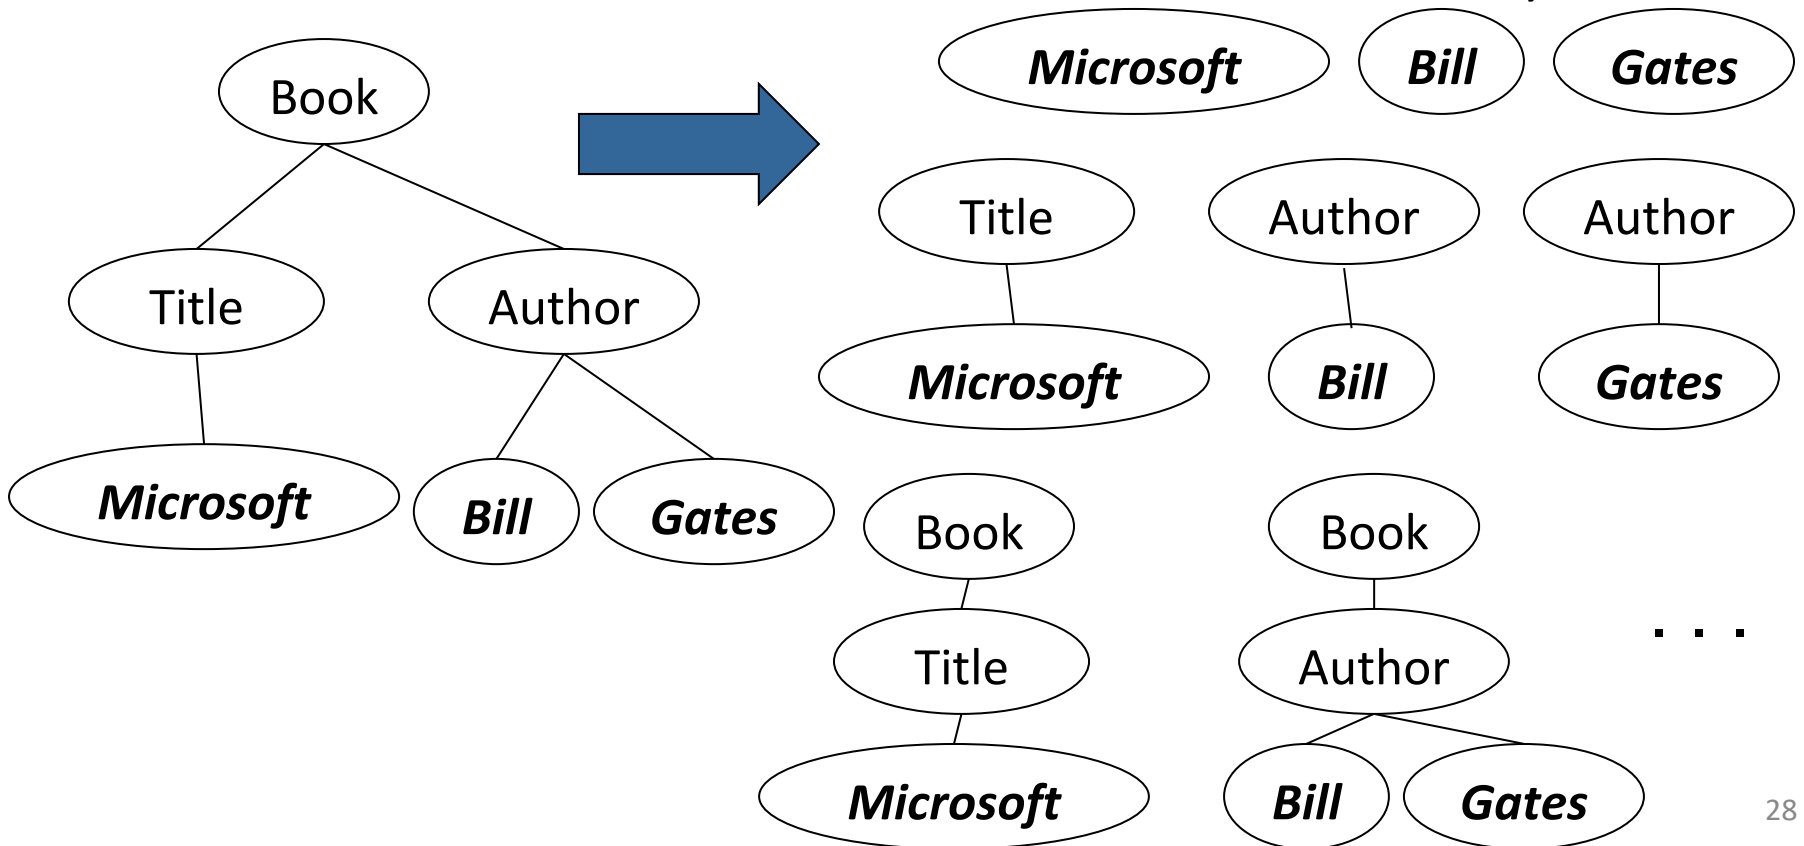 Microsoft Bill Gates
Book
Title Author Author
Title Author
Microsoft Bill Gates
Microsoft Bill Gates
Book Book
Title Author
. . .
Microsoft Bill Gates
28